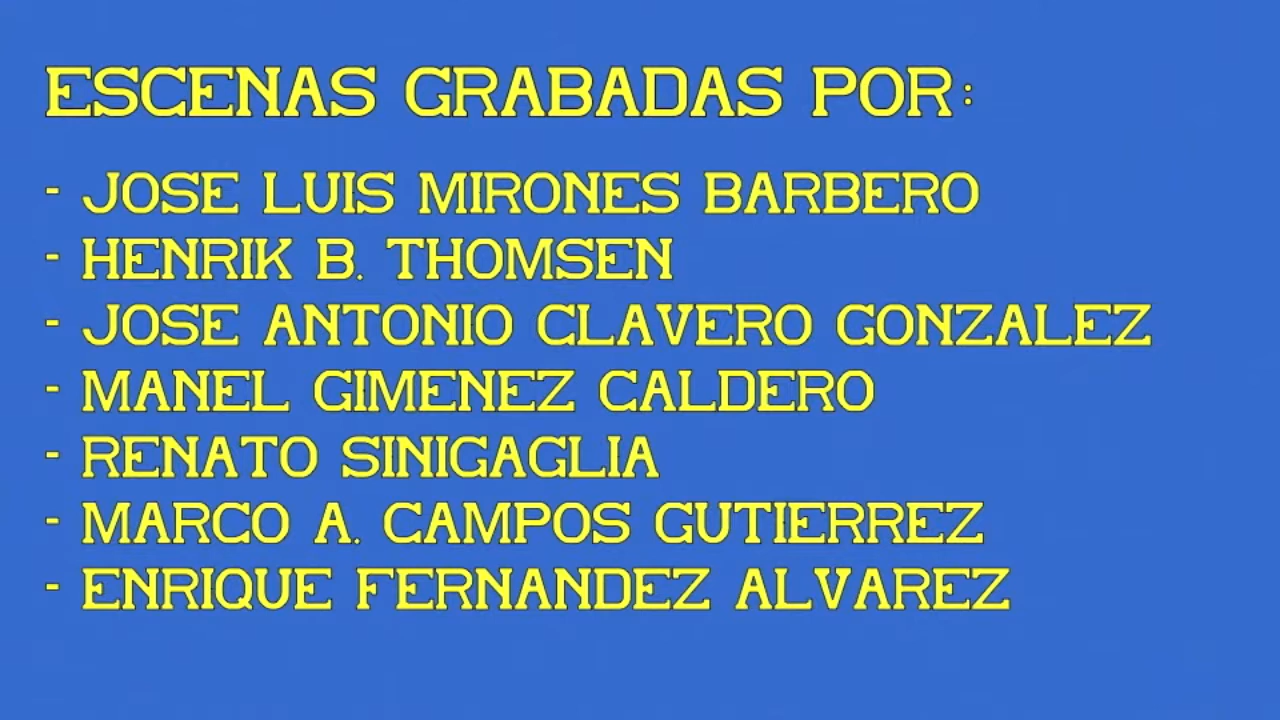 ESCENAS GRABADAS POR:
- JOSE LUIS MIRONES BARBERO
- HENRIK B. THOMSEN
- JOSE ANTONIO CLAVERO GONZALEZ
- MANEL GIMENEZ CALDERO
- RENATO SINIGAGLIA
- MARCO A. CAMPOS GUTIERREZ
- ENRIQUE FERNANDEZ ALVAREZ